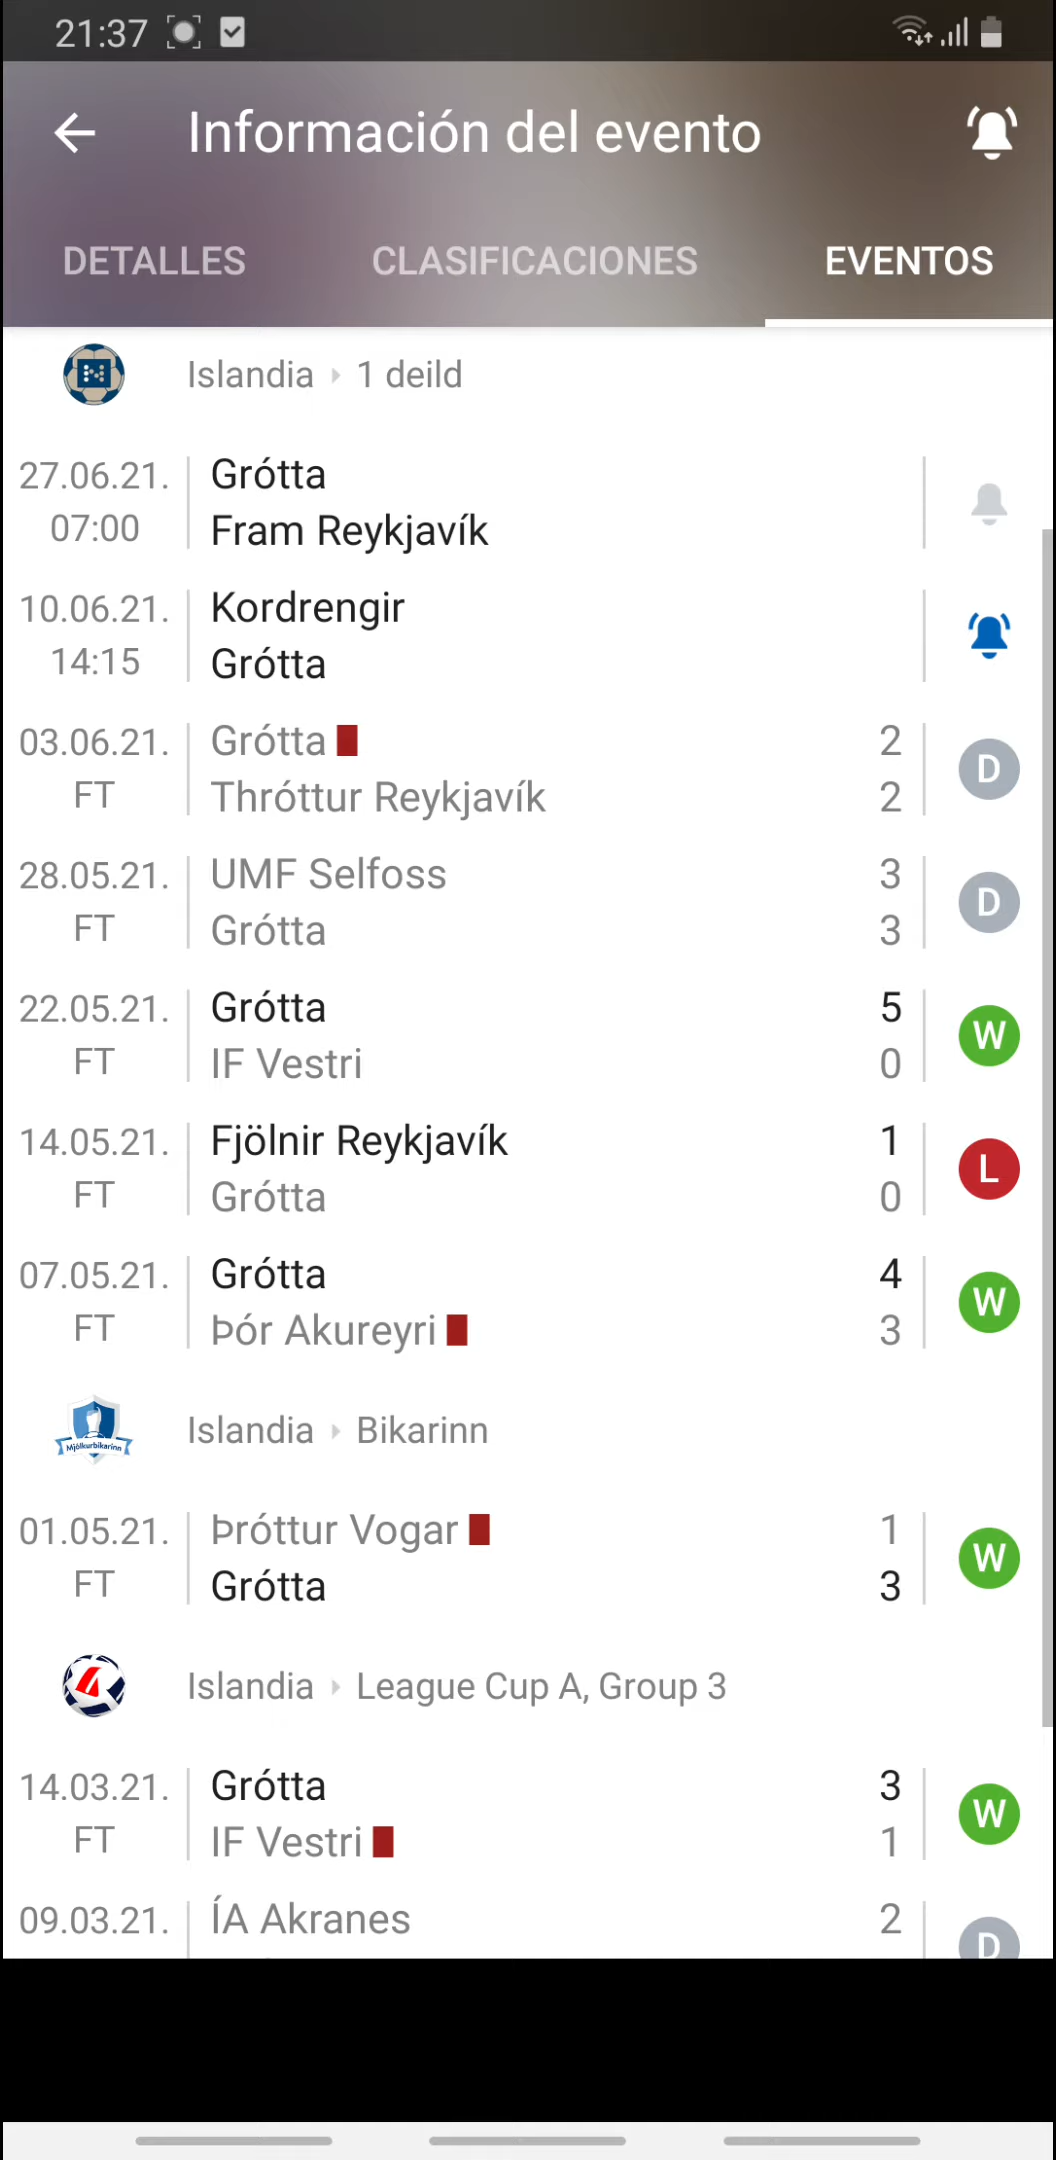 21:37
Información del evento
DETALLES CLASIFICACIONES EVENTOS
Islandia 1 deild
27.06.21. Grótta
07:00 Fram Reykjavík
10.06.21. Kordrengir
14:15 Grótta
03.06.21. Grótta 2
FT Thróttur Reykjavík 2 D
28.05.21. UMF Selfoss 3
FT Grótta 3 D
22.05.21. Grótta 5
FT IF Vestri 0 W
14.05.21. Fjölnir Reykjavík 1
FT Grótta 0 L
07.05.21. Grótta 4
FT Þór Akureyri 3 W
Mjólkurbikarinn
Islandia Bikarinn
01.05.21. Þróttur Vogar 1
FT Grótta 3 W
Islandia League Cup A, Group 3
14.03.21. Grótta 3
FT IF Vestri 1 W
09.03.21. ÍA Akranes 2
D